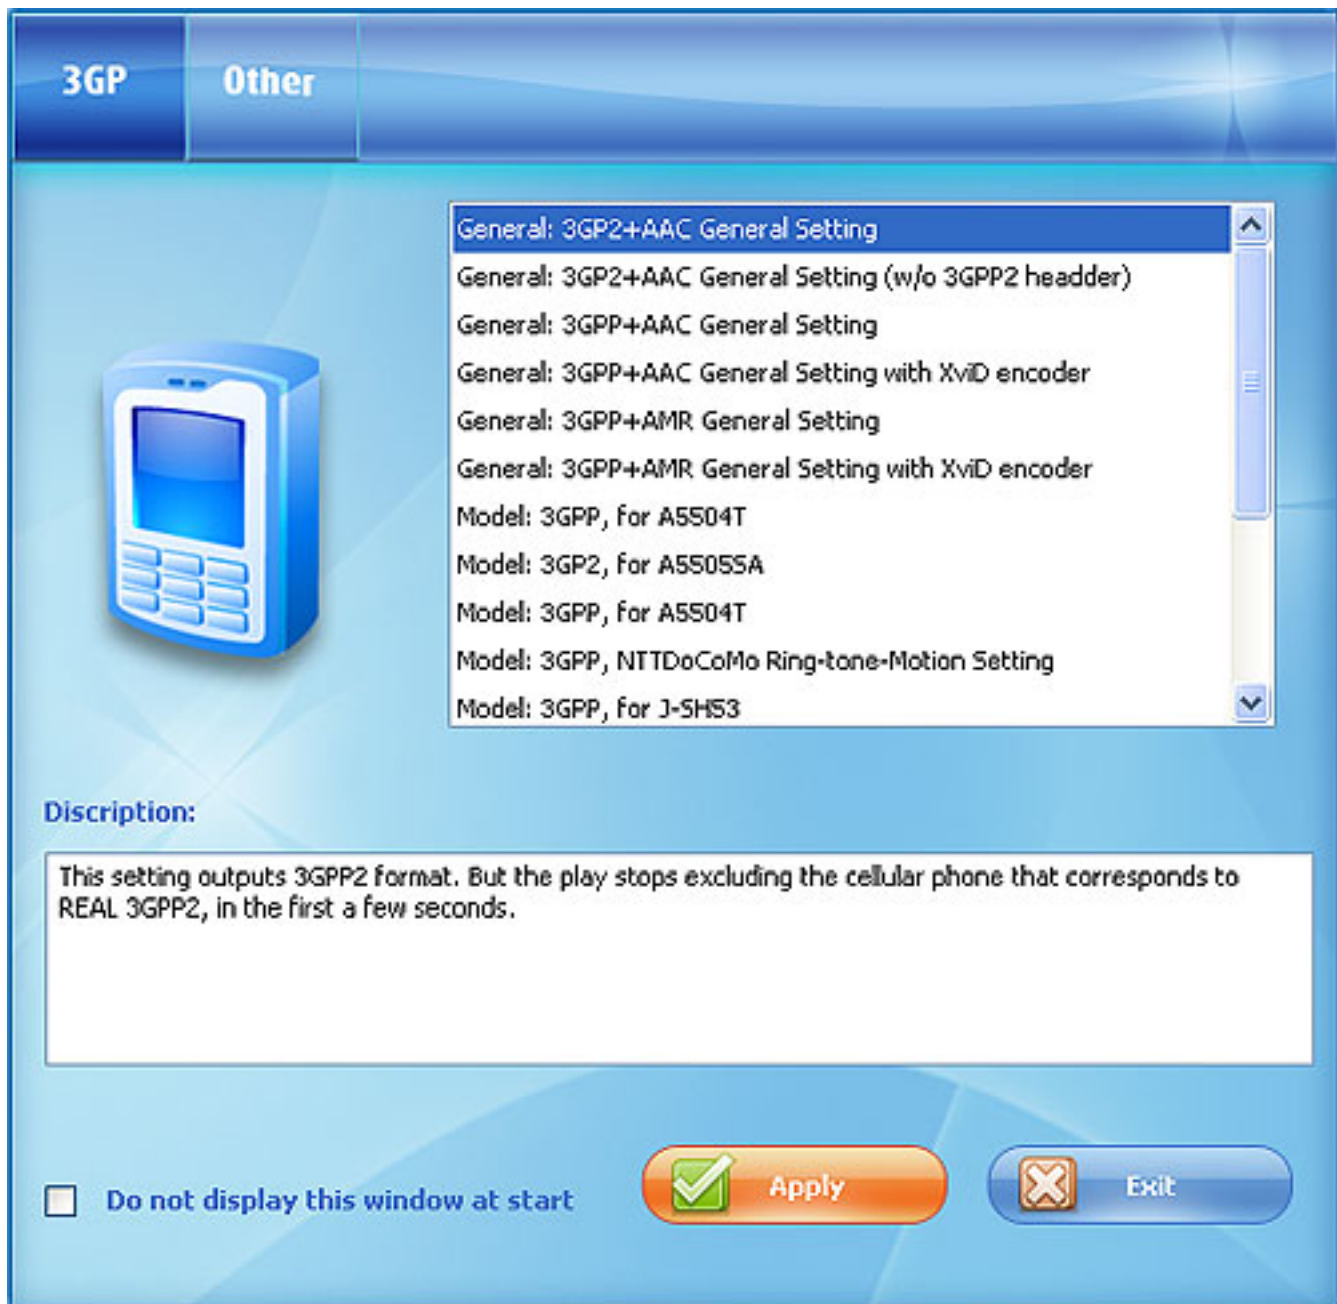 3GP Other
General: 3GP2+AAC General Setting
General: 3GP2+AAC General Setting (w/o 3GPP2 headder)
General: 3GPP+AAC General Setting
General: 3GPP+AAC General Setting with XviD encoder
General: 3GPP+AMR General Setting
General: 3GPP+AMR General Setting with XviD encoder
Model: 3GPP, for A5504T
Model: 3GP2, for A5505SA
Model: 3GPP, for A5504T
Model: 3GPP, NTTDoCoMo Ring-tone-Motion Setting
Model: 3GPP, for J-SH53
Discription:
This setting outputs 3GPP2 format. But the play stops excluding the cellular phone that corresponds to
REAL 3GPP2, in the first a few seconds.
Do not display this window at start
Apply
Exit